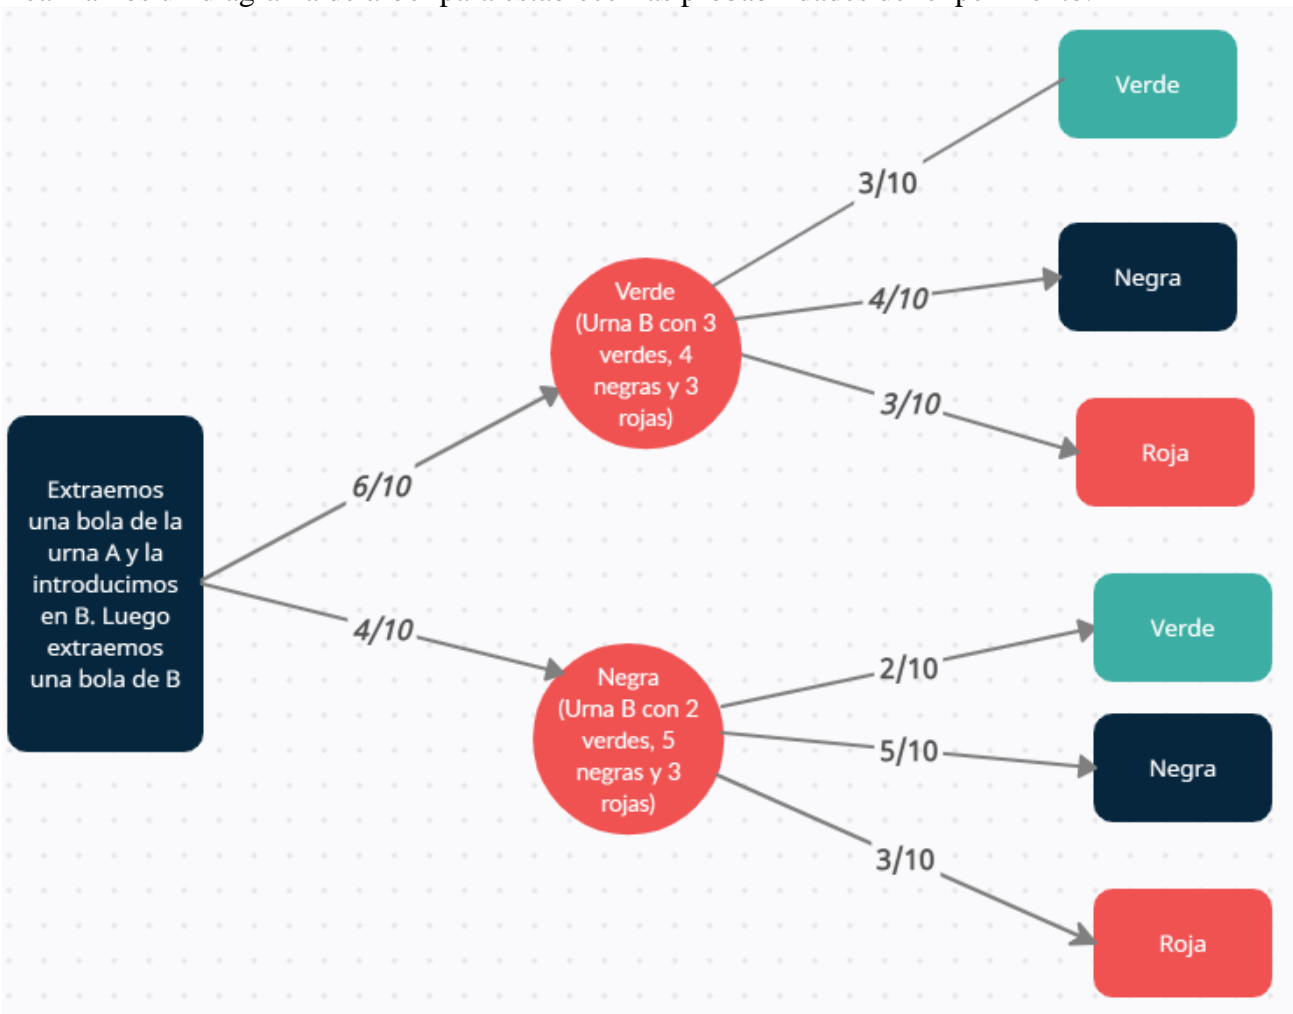 Verde
3/10
Negra
4/10
Verde
(Urna B con 3
verdes, 4
negras y 3
rojas)
3/10
Roja
6/10
Extraemos
una bola de la
urna A y la
introducimos
en B. Luego
extraemos
una bola de B
4/10
Verde
2/10
Negra
(Urna B con 2
verdes, 5
negras y 3
rojas)
5/10
Negra
3/10
Roja